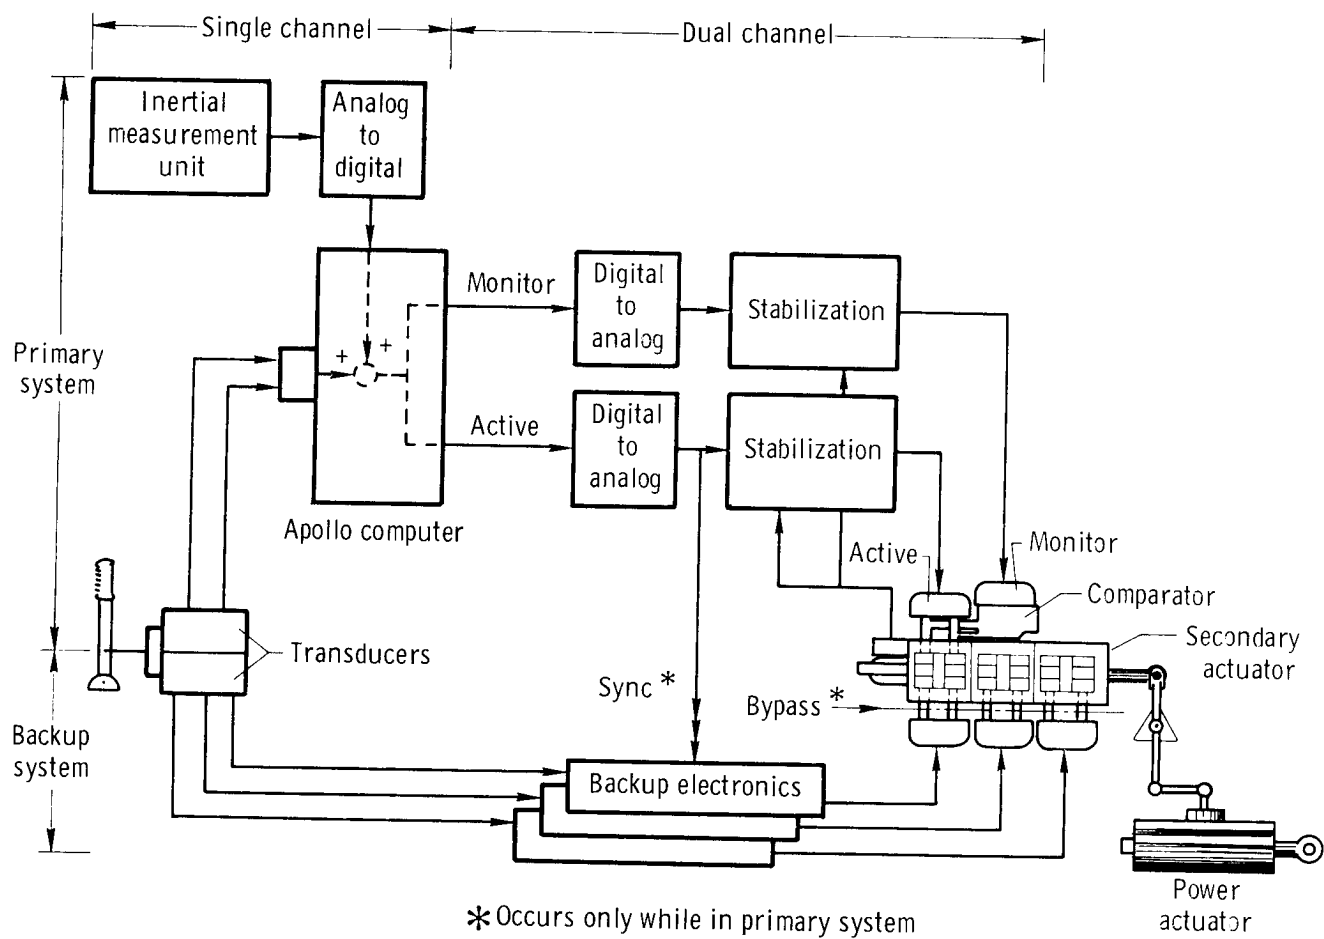 Single channel
Dual channel
Inertial
measurement
unit
Analog
to
digital
Monitor
Digital
to
analog
Stabilization
Primary
system
+
+
Active
Digital
to
analog
Stabilization
Apollo computer
Active
Monitor
Comparator
Secondary
actuator
Transducers
Sync *
Bypass *
Backup
system
Backup electronics
Power
actuator
* Occurs only while in primary system